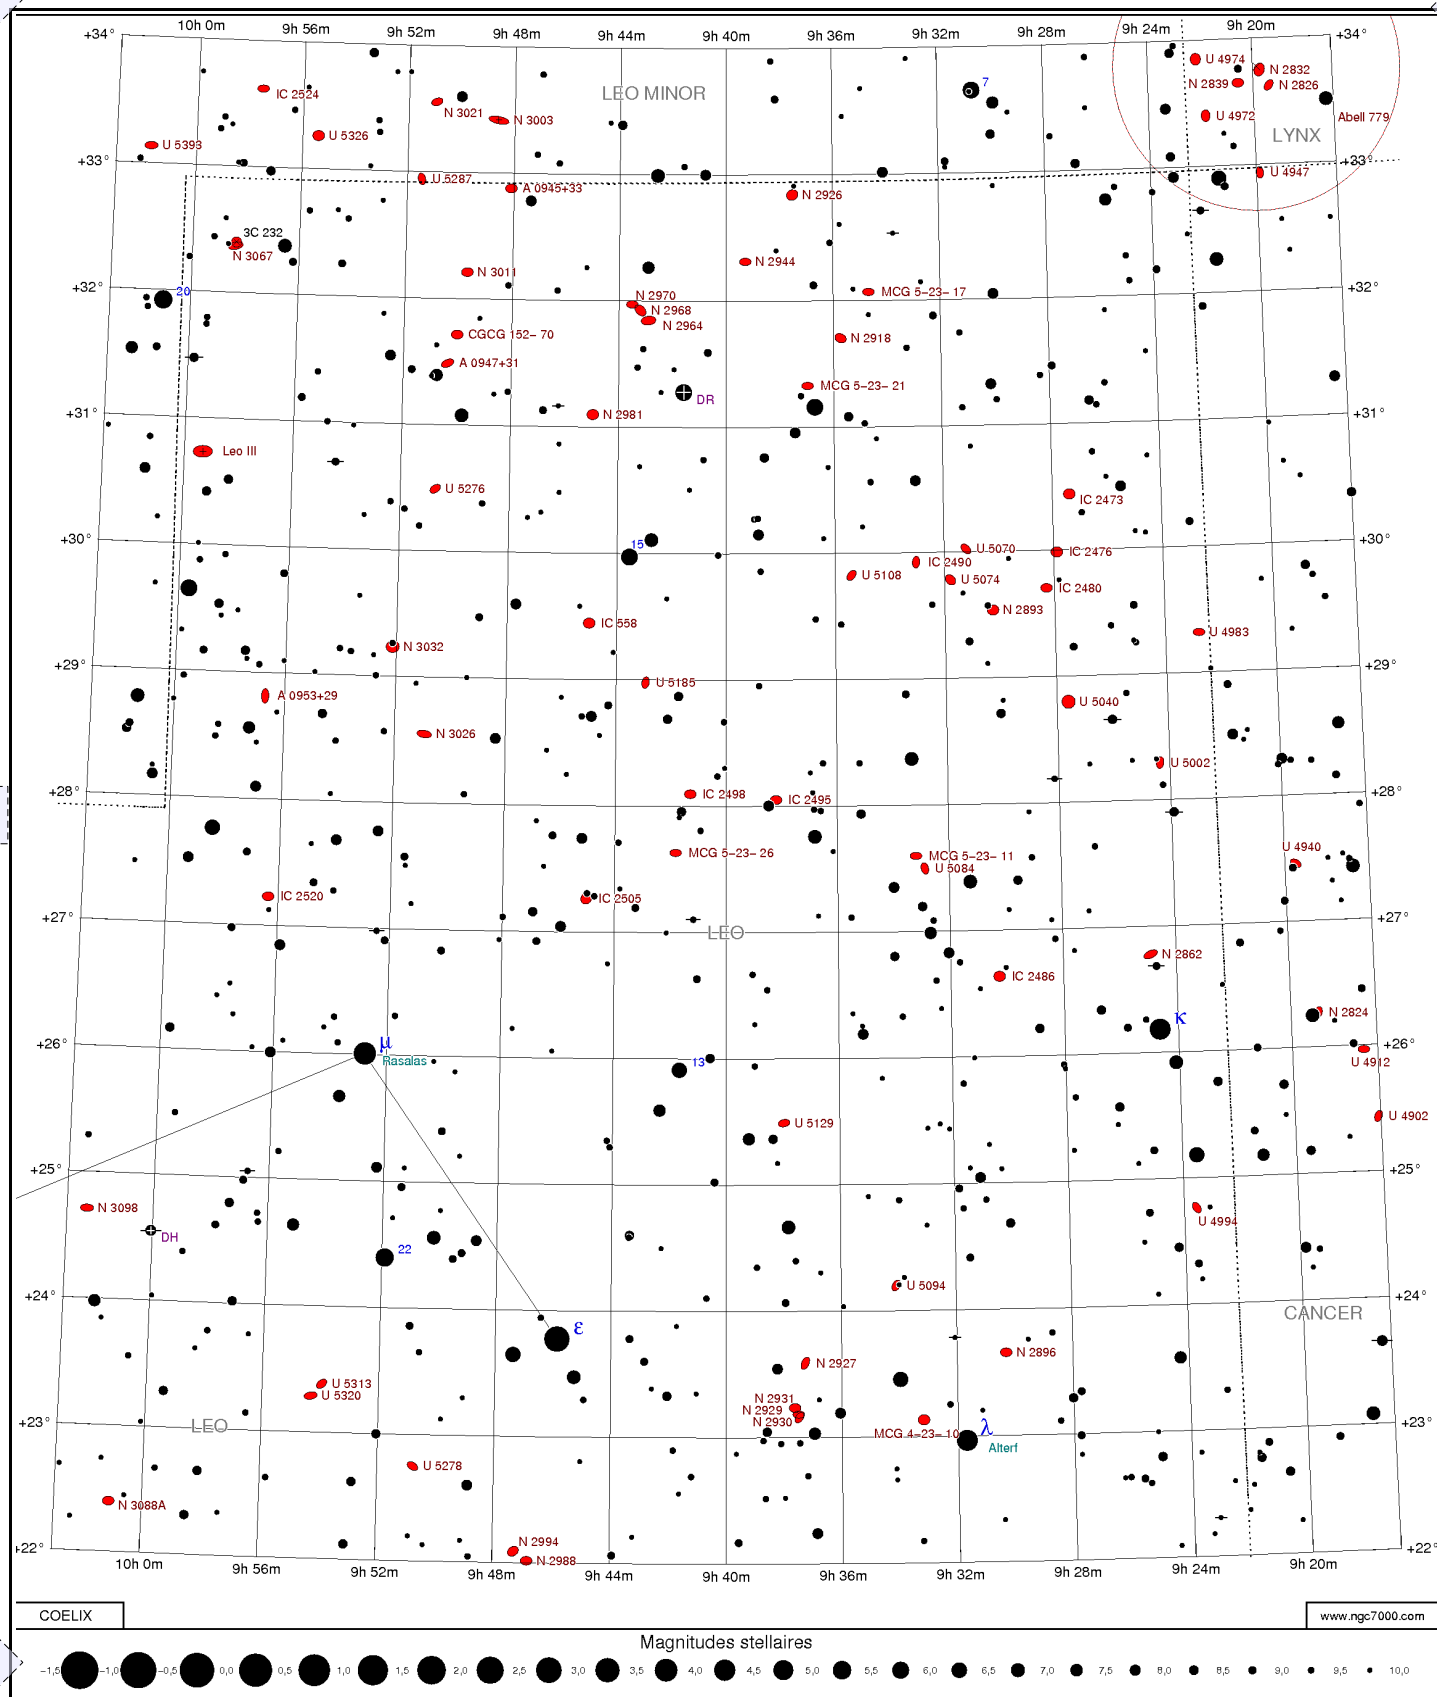 10h 0m 9h 56m 9h 52m 9h 48m 9h 44m 9h 40m 9h 36m 9h 32m 9h 28m 9h 24m 9h 20m
+34° +34°
U 4974
N 2832
7
N 2839 N 2826
IC 2524
LEO MINOR
N 3021
N 3003
U 4972
Abell 779
U 5326
LYNX
U 5393
+33° +33°
U 5287
A 0945+33
N 2926
U 4947
3C 232
N 3067
N 3011
N 2944
+32° +32°
20
N 2970
MCG 5-23-17
N 2968
N 2964
CGCG 152-70
N 2918
A 0947+31
MCG 5-23-21
DR
+31° +31°
N 2981
Leo III
U 5276
IC 2473
+30° +30°
15
U 5070
IC 2476
IC 2490
U 5108
U 5074
IC 2480
N 2893
IC 558
U 4983
N 3032
+29° +29°
U 5185
A 0953+29
U 5040
N 3026
U 5002
+28° +28°
IC 2498
IC 2495
U 4940
MCG 5-23-26
MCG 5-23-11
U 5084
IC 2520
IC 2505
+27° +27°
LEO
N 2862
IC 2486
κ
N 2824
+26° +26°
μ
Rasalas
13
U 4912
U 4902
U 5129
+25° +25°
N 3098
U 4994
DH
22
U 5094
+24° +24°
CANCER
ε
N 2896
N 2927
U 5313
U 5320
N 2931
N 2929
N 2930
+23° +23°
LEO
MCG 4-23-10
λ
Alterf
U 5278
N 3088A
N 2994
N 2988
+22° +22°
10h 0m 9h 56m 9h 52m 9h 48m 9h 44m 9h 40m 9h 36m 9h 32m 9h 28m 9h 24m 9h 20m
COELIX www.ngc7000.com
Magnitudes stellaires
-1,5 -1,0 -0,5 0,0 0,5 1,0 1,5 2,0 2,5 3,0 3,5 4,0 4,5 5,0 5,5 6,0 6,5 7,0 7,5 8,0 8,5 9,0 9,5 10,0